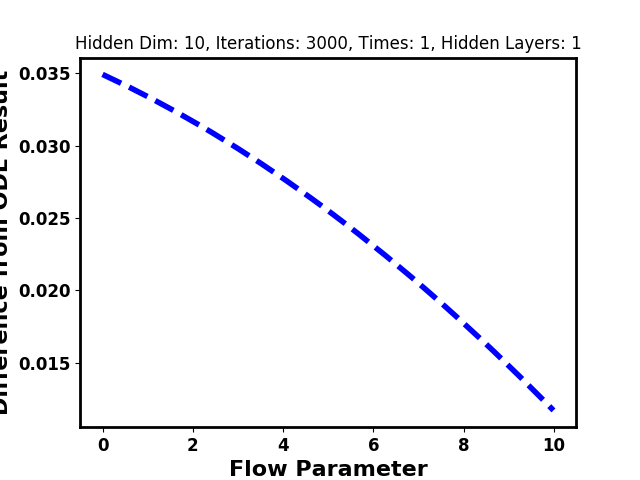 Hidden Dim: 10, Iterations: 3000, Times: 1, Hidden Layers: 1
Difference from ODE Result
0.035
0.030
0.025
0.020
0.015
0 2 4 6 8 10
Flow Parameter